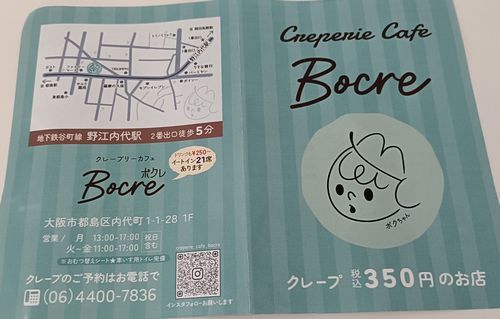 地下鉄谷町線 野江内代駅 2番出口徒歩5分
クレープリーカフェ
ボクレ
Bocre
ドリンクも¥250〜
イートイン21席
あります
大阪市都島区内代町1-1-28 1F
営業/ 月 13:00-17:00 祝日
火〜金 11:00-17:00 含む
※おむつ替えシート★車いす用トイレ完備
クレープのご予約はお電話で
(06)4400-7836
creperie_cafe_bocre
インスタフォローお願いします
Creperie Cafe
Bocre
ボクちゃん
クレープ 税込350円のお店